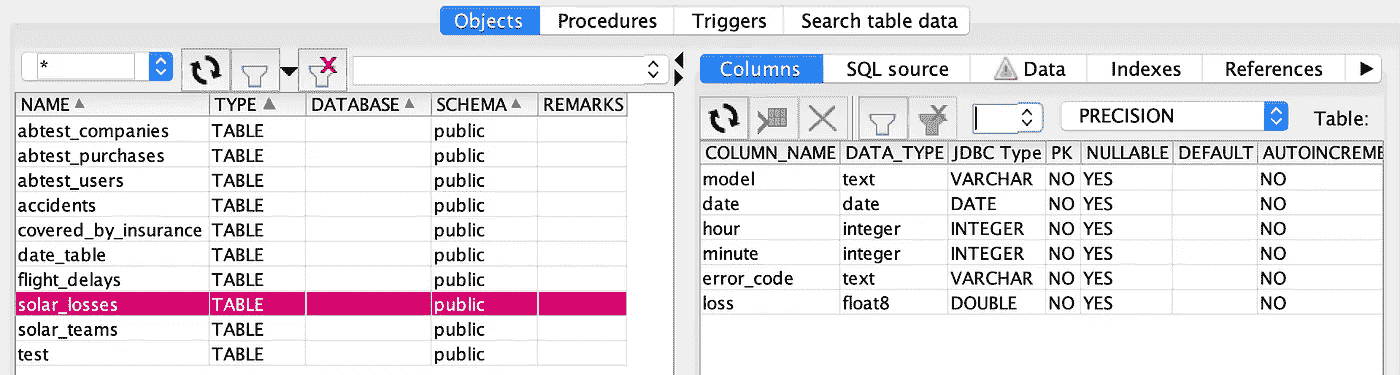 Objects Procedures Triggers Search table data
*
NAME TYPE DATABASE SCHEMA REMARKS
abtest_companies TABLE public
abtest_purchases TABLE public
abtest_users TABLE public
accidents TABLE public
covered_by_insurance TABLE public
date_table TABLE public
flight_delays TABLE public
solar_losses TABLE public
solar_teams TABLE public
test TABLE public
Columns SQL source Data Indexes References
PRECISION Table:
COLUMN_NAME DATA_TYPE JDBC Type PK NULLABLE DEFAULT AUTOINCREME
model text VARCHAR NO YES NO
date date DATE NO YES NO
hour integer INTEGER NO YES NO
minute integer INTEGER NO YES NO
error_code text VARCHAR NO YES NO
loss float8 DOUBLE NO YES NO